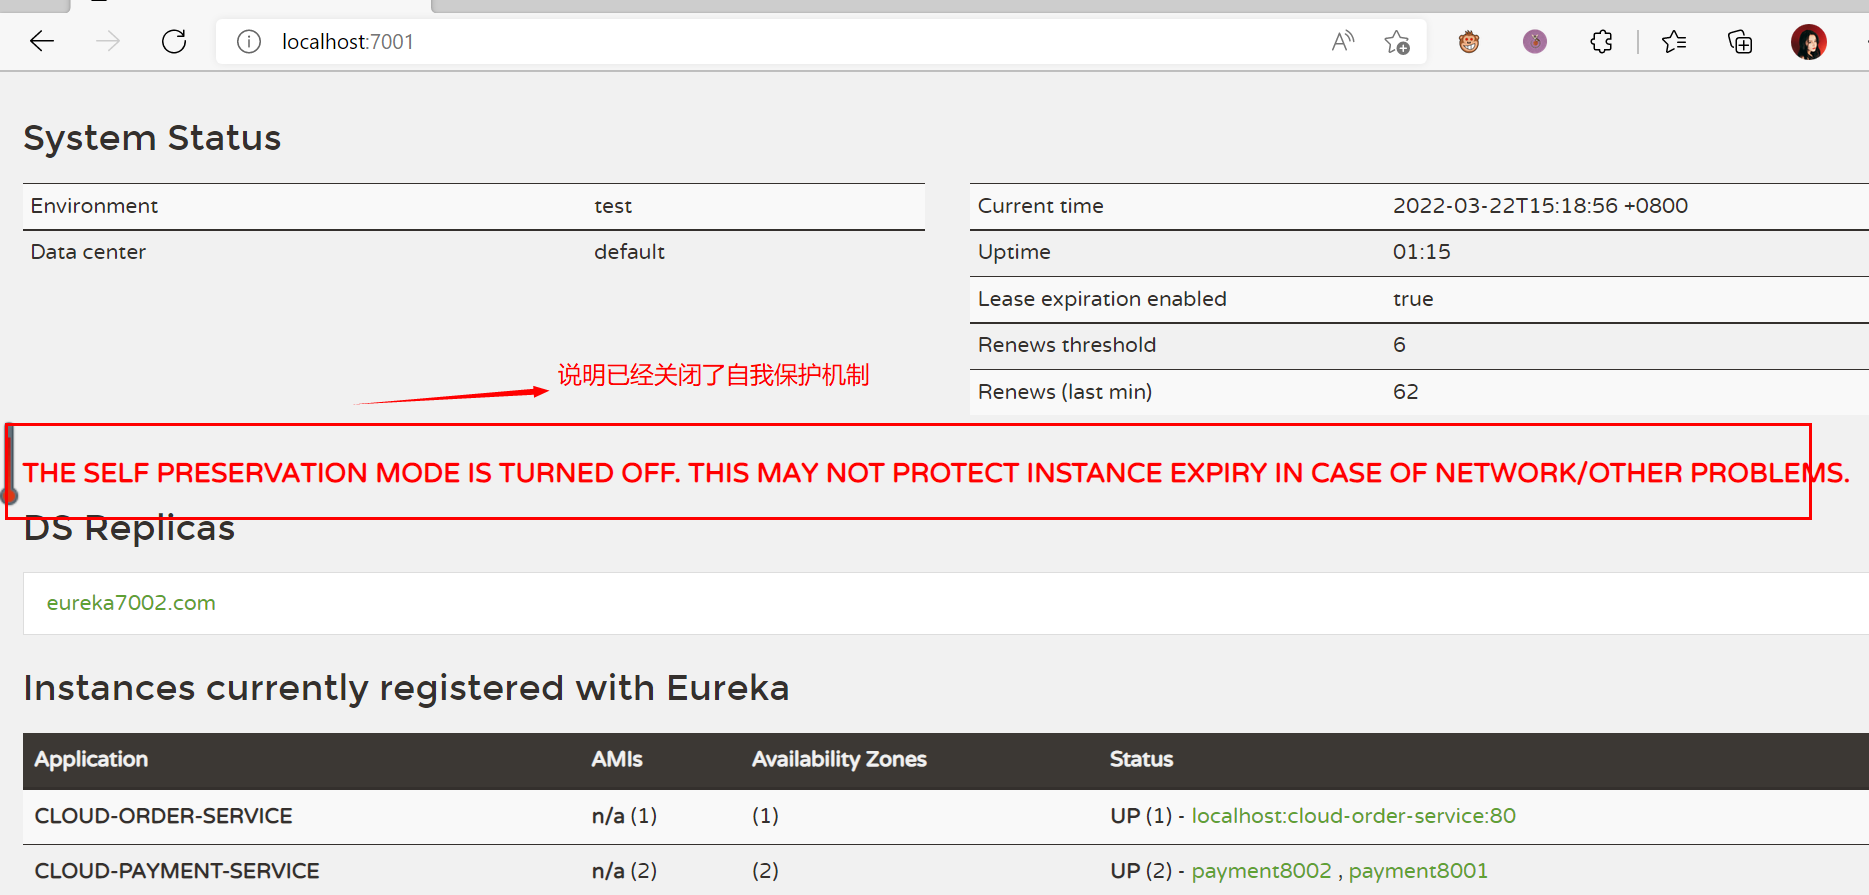 localhost:7001
System Status
Environment test
Data center default
Current time 2022-03-22T15:18:56 +0800
Uptime 01:15
Lease expiration enabled true
Renews threshold 6
Renews (last min) 62
说明已经关闭了自我保护机制
THE SELF PRESERVATION MODE IS TURNED OFF. THIS MAY NOT PROTECT INSTANCE EXPIRY IN CASE OF NETWORK/OTHER PROBLEMS.
DS Replicas
eureka7002.com
Instances currently registered with Eureka
Application AMIs Availability Zones Status
CLOUD-ORDER-SERVICE n/a (1) (1) UP (1) - localhost:cloud-order-service:80
CLOUD-PAYMENT-SERVICE n/a (2) (2) UP (2) - payment8002 , payment8001